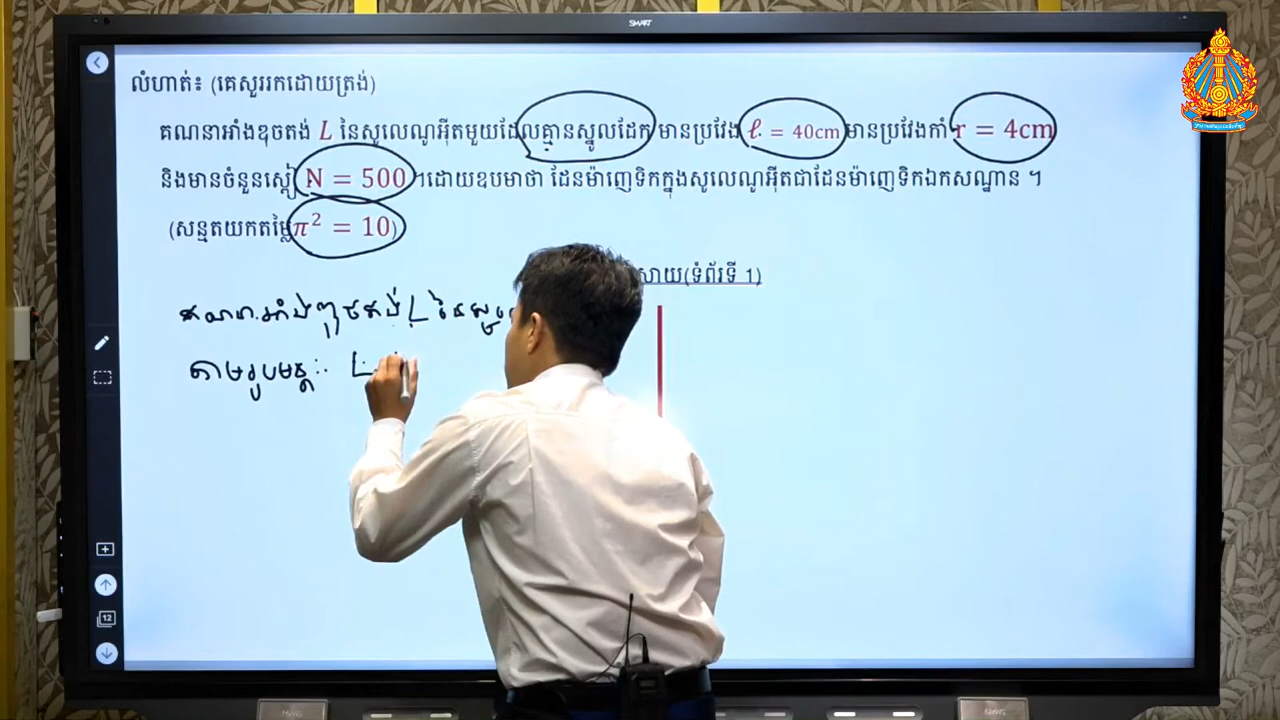 SMART
លំហាត់៖ (គេសួររកដោយត្រង់)
គណនាអាំងឌុចតង់ L នៃសូលេណូអ៊ីតមួយដែលគ្មានស្នូលដែក មានប្រវែង ℓ = 40cm មានប្រវែងកាំ r = 4cm
និងមានចំនួនស្ពៀ N = 500 ។ដោយឧបមាថា ដែនម៉ាញេទិកក្នុងសូលេណូអ៊ីតជាដែនម៉ាញេទិកឯកសណ្ឋាន ។
(សន្មតយកតម្លៃ π² = 10)
សាយ(ទំព័រទី 1)
គណនាអាំងឌុចតង់ L នៃ
តាមរូបមន្ត៖ L
12